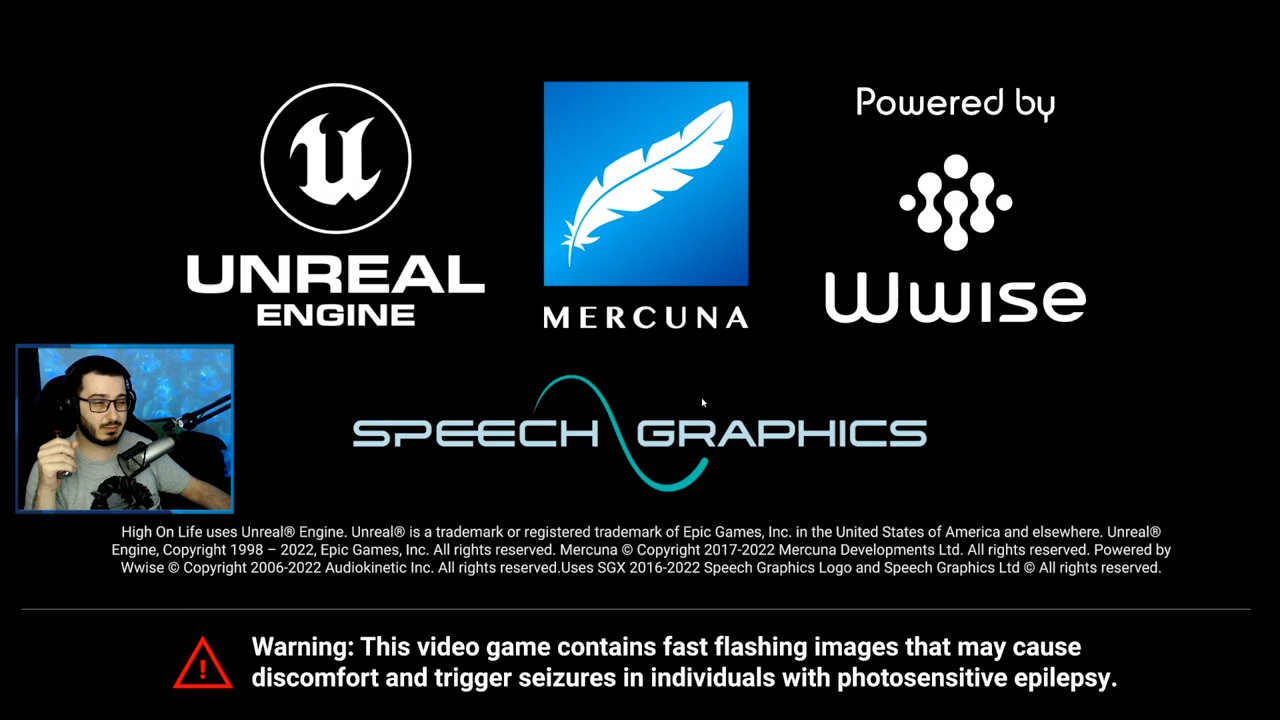 UNREAL
ENGINE
MERCUNA
Powered by
Wwise
SPEECH GRAPHICS
High On Life uses Unreal® Engine. Unreal® is a trademark or registered trademark of Epic Games, Inc. in the United States of America and elsewhere. Unreal®
Engine, Copyright 1998 – 2022, Epic Games, Inc. All rights reserved. Mercuna © Copyright 2017-2022 Mercuna Developments Ltd. All rights reserved. Powered by
Wwise © Copyright 2006-2022 Audiokinetic Inc. All rights reserved.Uses SGX 2016-2022 Speech Graphics Logo and Speech Graphics Ltd © All rights reserved.
Warning: This video game contains fast flashing images that may cause
discomfort and trigger seizures in individuals with photosensitive epilepsy.